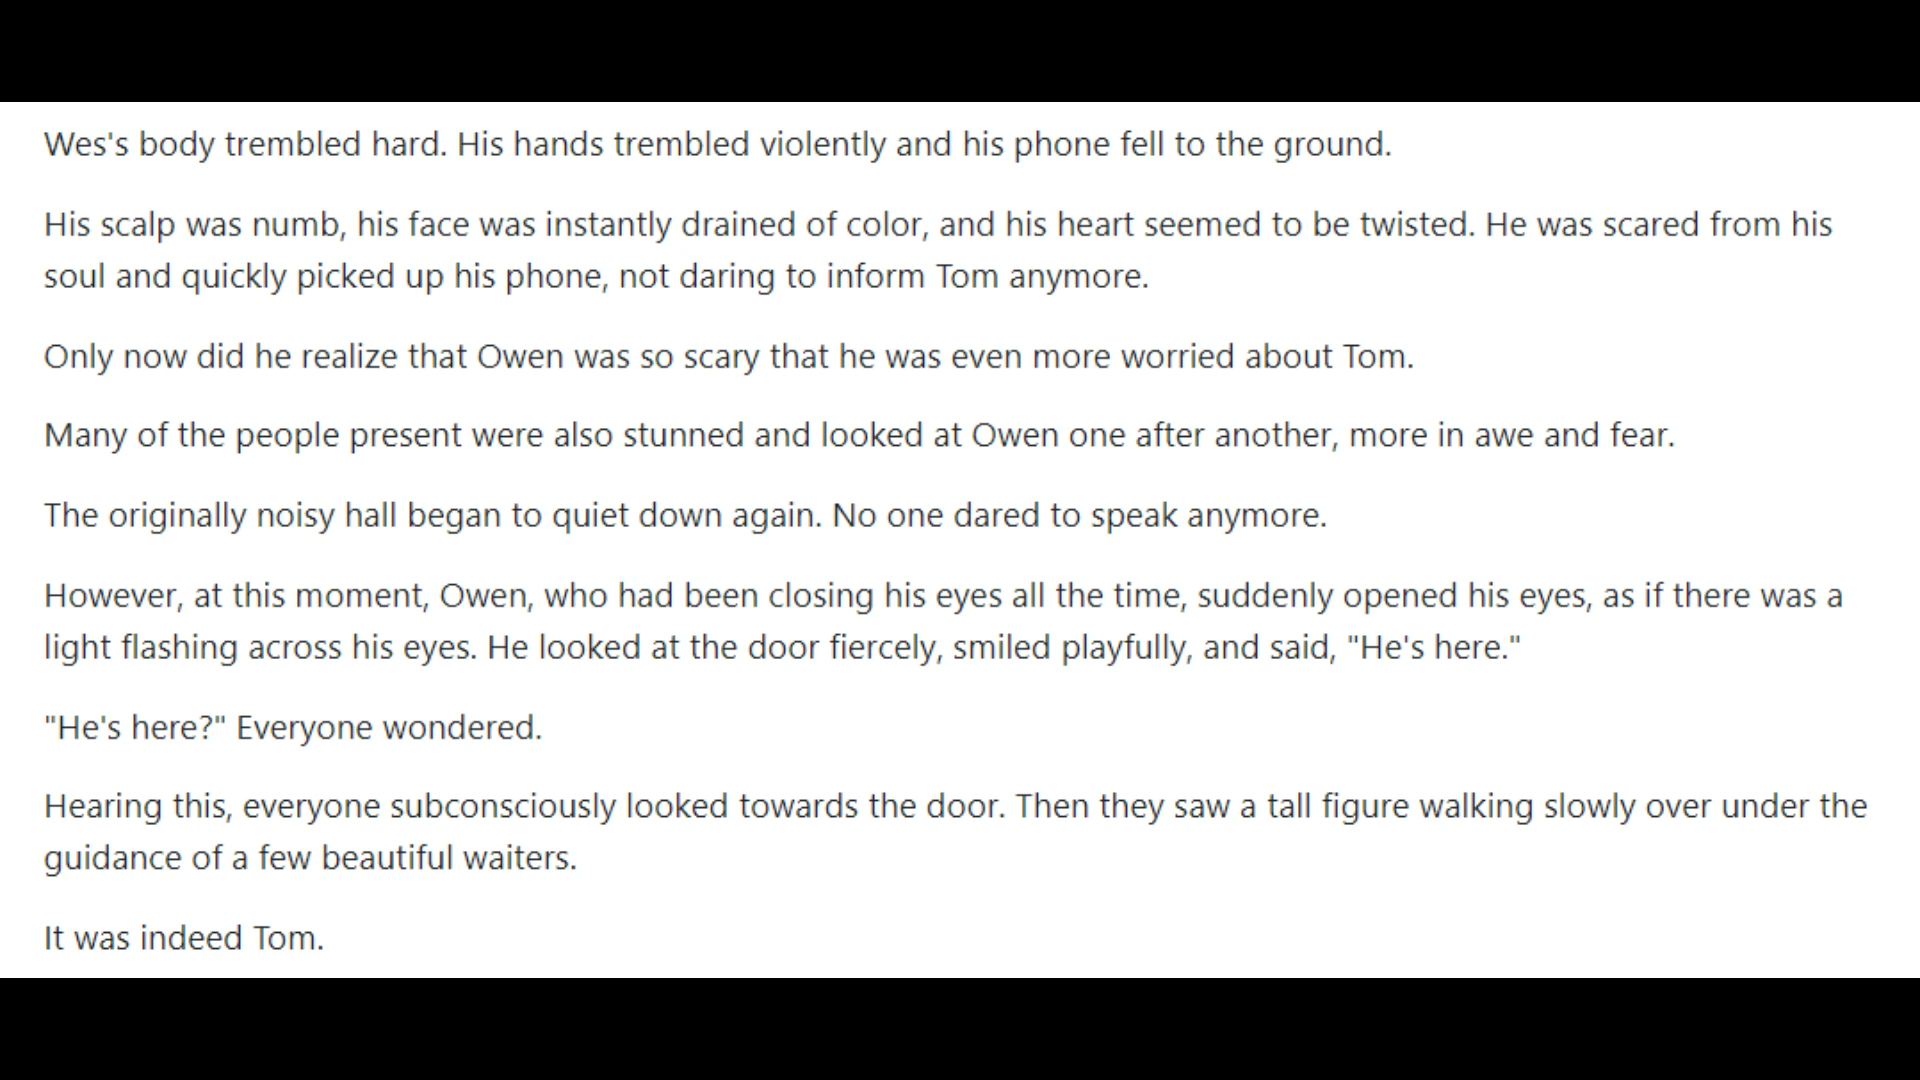 Wes's body trembled hard. His hands trembled violently and his phone fell to the ground.
His scalp was numb, his face was instantly drained of color, and his heart seemed to be twisted. He was scared from his
soul and quickly picked up his phone, not daring to inform Tom anymore.
Only now did he realize that Owen was so scary that he was even more worried about Tom.
Many of the people present were also stunned and looked at Owen one after another, more in awe and fear.
The originally noisy hall began to quiet down again. No one dared to speak anymore.
However, at this moment, Owen, who had been closing his eyes all the time, suddenly opened his eyes, as if there was a
light flashing across his eyes. He looked at the door fiercely, smiled playfully, and said, "He's here."
"He's here?" Everyone wondered.
Hearing this, everyone subconsciously looked towards the door. Then they saw a tall figure walking slowly over under the
guidance of a few beautiful waiters.
It was indeed Tom.